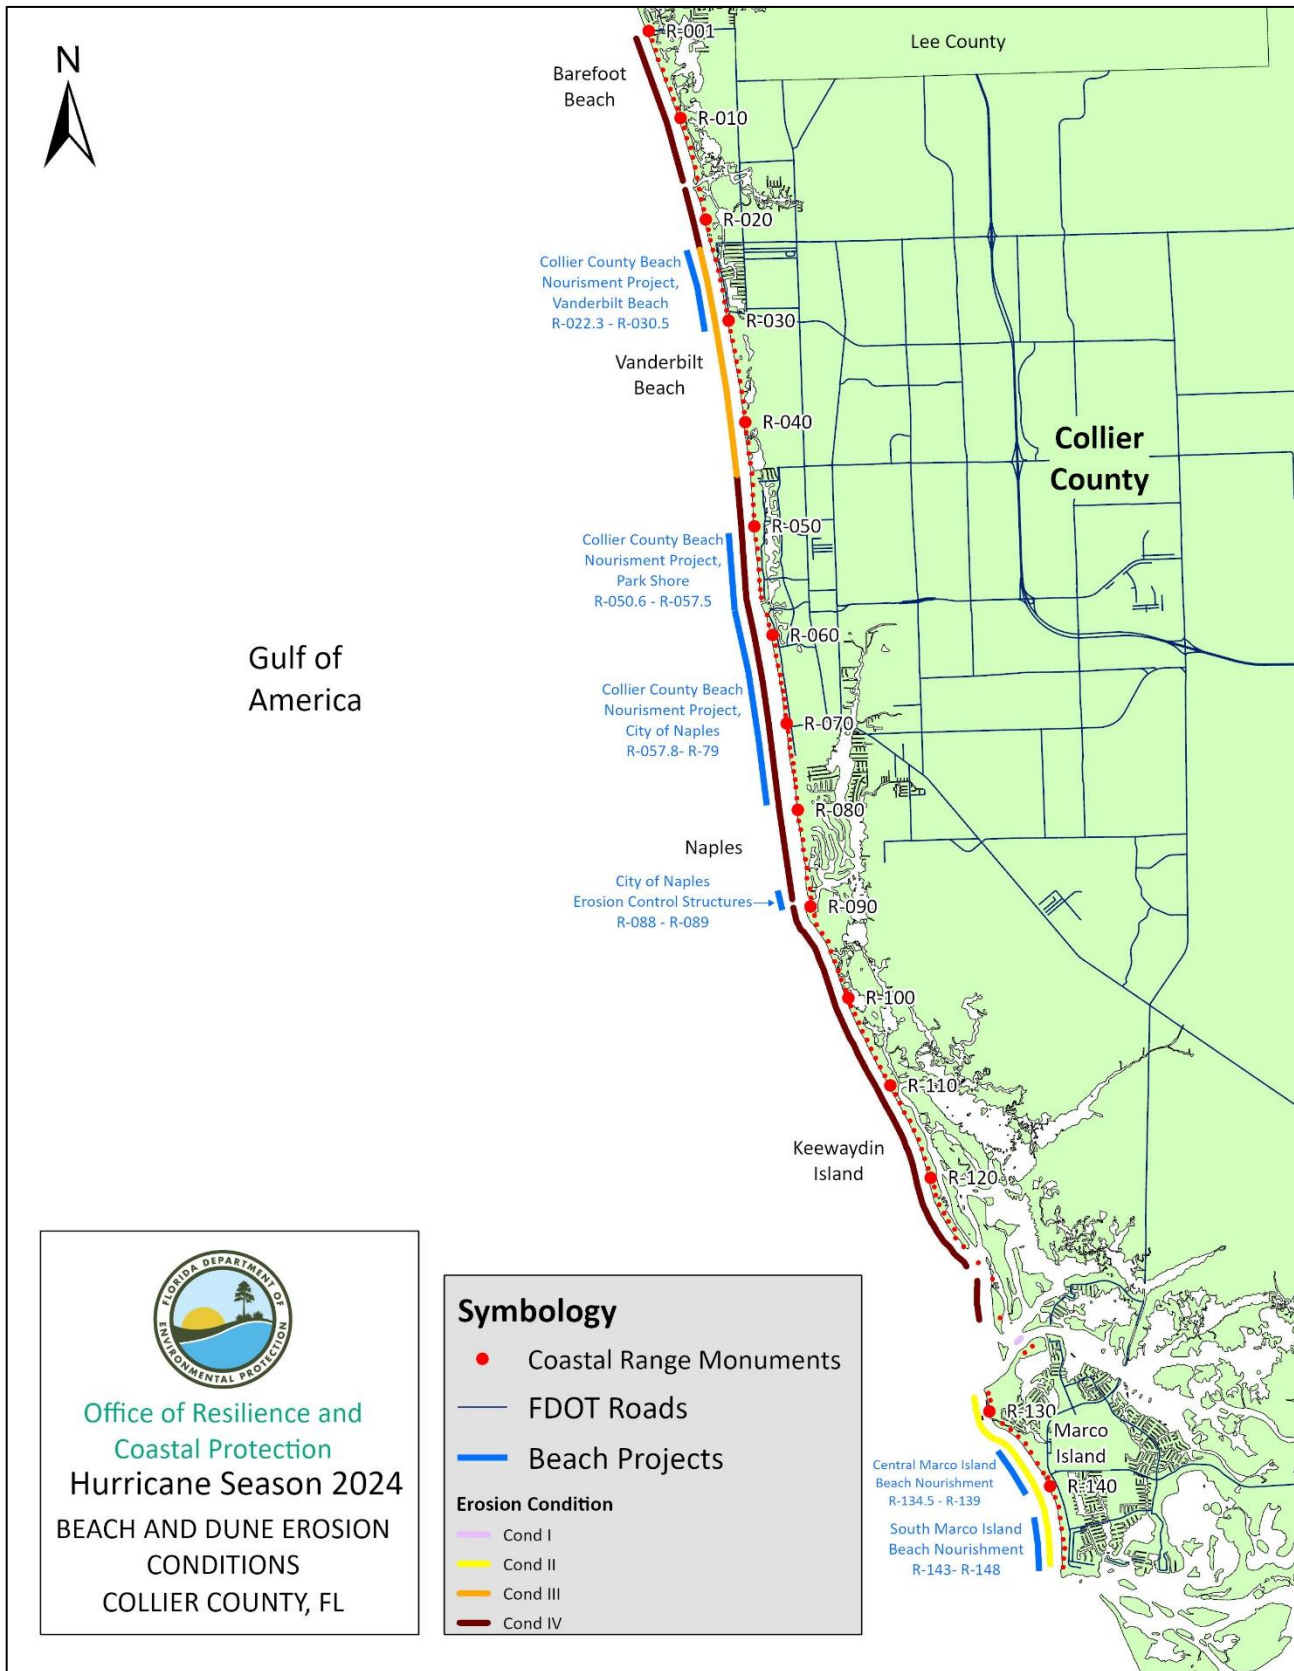 R-001
Lee County
N
Barefoot
Beach
R-010
R-020
Collier County Beach
Nourisment Project,
Vanderbilt Beach
R-022.3 - R-030.5
R-030
Vanderbilt
Beach
R-040
Collier
County
R-050
Collier County Beach
Nourisment Project,
Park Shore
R-050.6 - R-057.5
R-060
Gulf of
America
Collier County Beach
Nourisment Project,
City of Naples
R-057.8- R-79
R-070
R-080
Naples
City of Naples
Erosion Control Structures
R-088 - R-089
R-090
R-100
R-110
Keewaydin
Island
R-120
R-130
Marco
Island
Central Marco Island
Beach Nourishment
R-134.5 - R-139
R-140
South Marco Island
Beach Nourishment
R-143- R-148
FLORIDA DEPARTMENT OF
ENVIRONMENTAL PROTECTION
Office of Resilience and
Coastal Protection
Hurricane Season 2024
BEACH AND DUNE EROSION
CONDITIONS
COLLIER COUNTY, FL
Symbology
Coastal Range Monuments
FDOT Roads
Beach Projects
Erosion Condition
Cond I
Cond II
Cond III
Cond IV